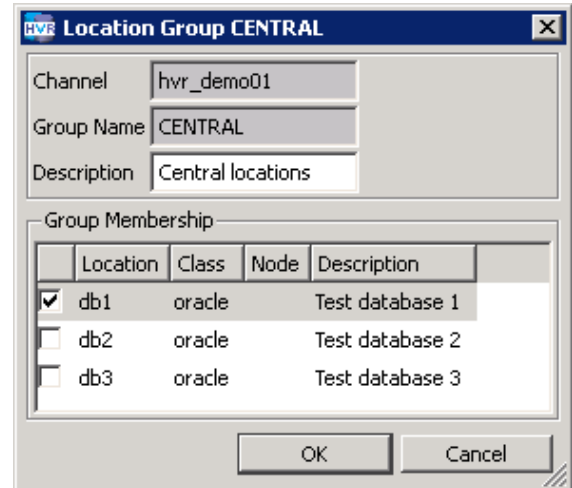 HVR Location Group CENTRAL
Channel hvr_demo01
Group Name CENTRAL
Description Central locations
Group Membership
Location Class Node Description
db1 oracle Test database 1
db2 oracle Test database 2
db3 oracle Test database 3
OK Cancel